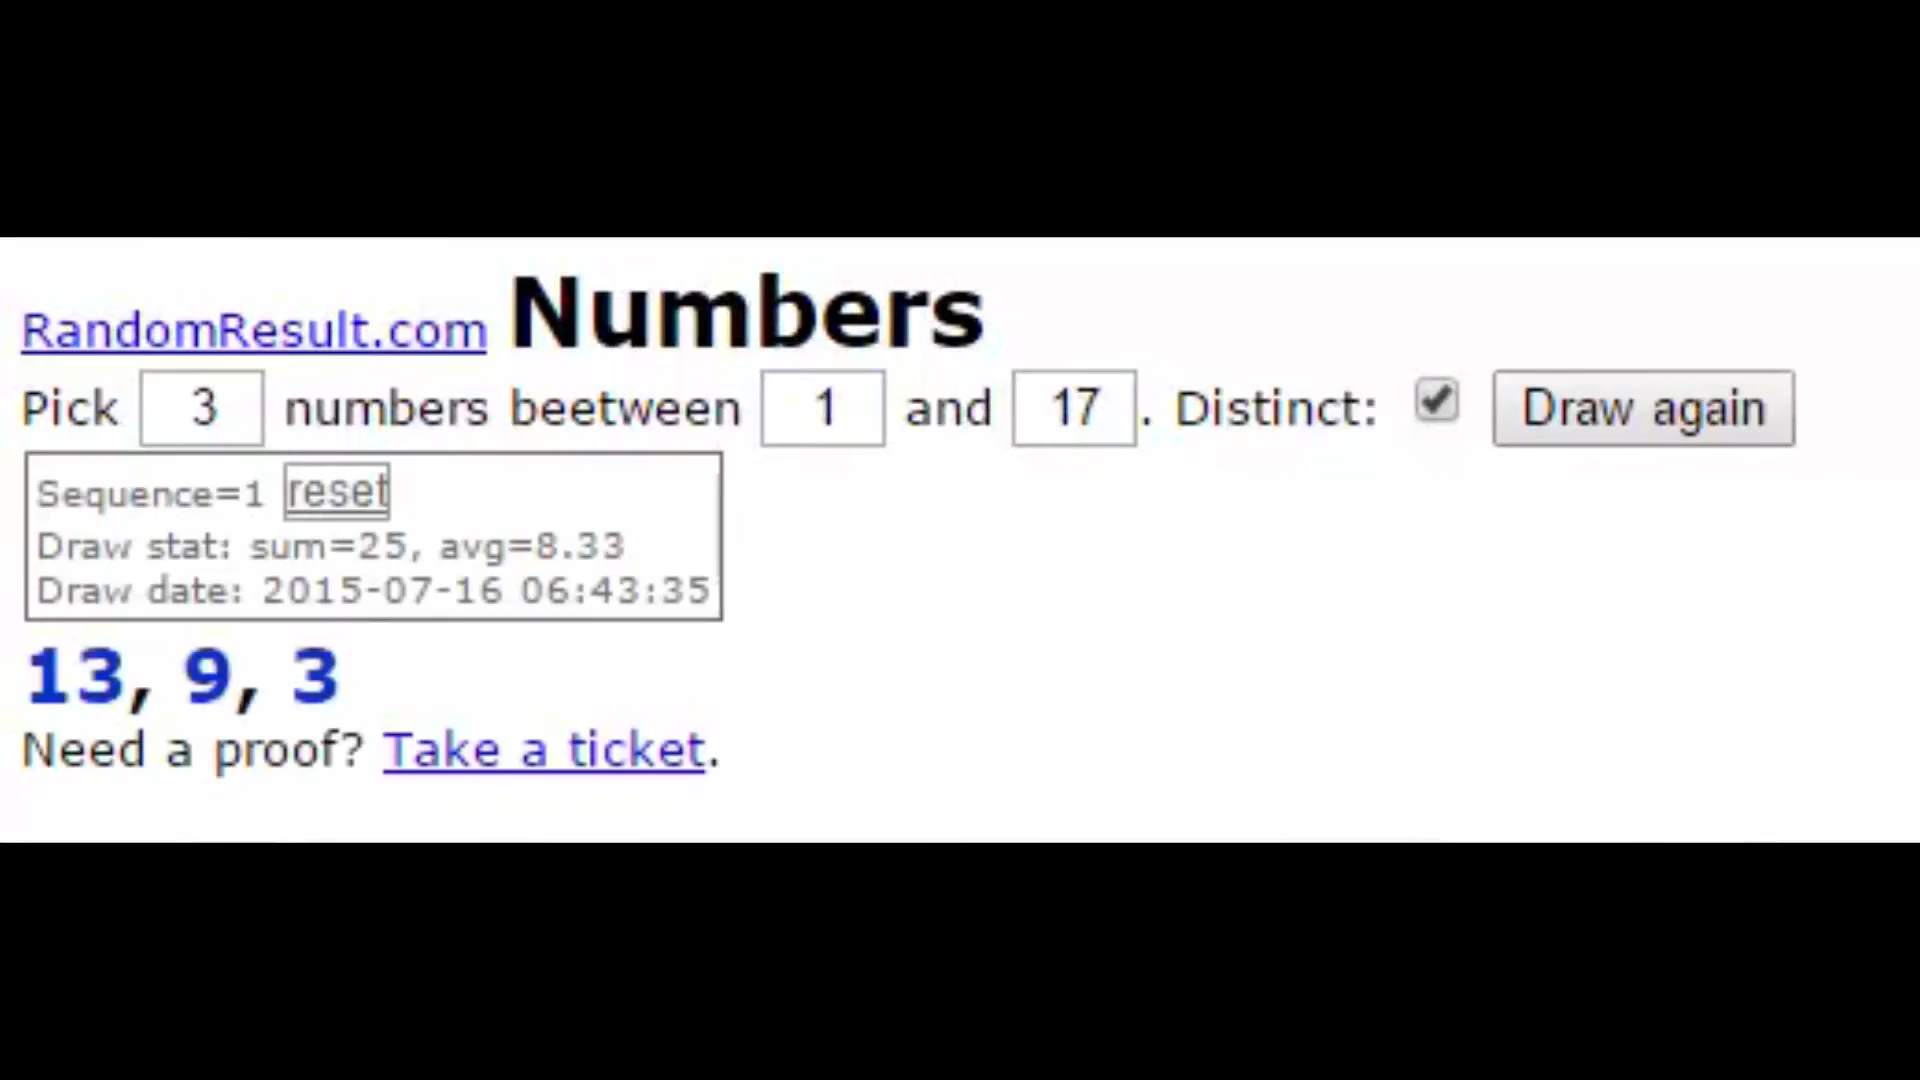 RandomResult.com Numbers
Pick 3 numbers beetween 1 and 17. Distinct: Draw again
Sequence=1 reset
Draw stat: sum=25, avg=8.33
Draw date: 2015-07-16 06:43:35
13, 9, 3
Need a proof? Take a ticket.